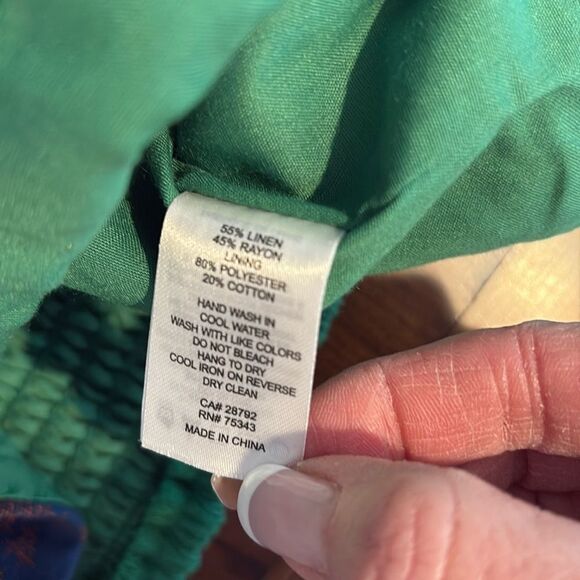 55% LINEN
45% RAYON
LINING
80% POLYESTER
20% COTTON
HAND WASH IN
COOL WATER
WASH WITH LIKE COLORS
DO NOT BLEACH
HANG TO DRY
COOL IRON ON REVERSE
DRY CLEAN
CA# 28792
RN# 75343
MADE IN CHINA